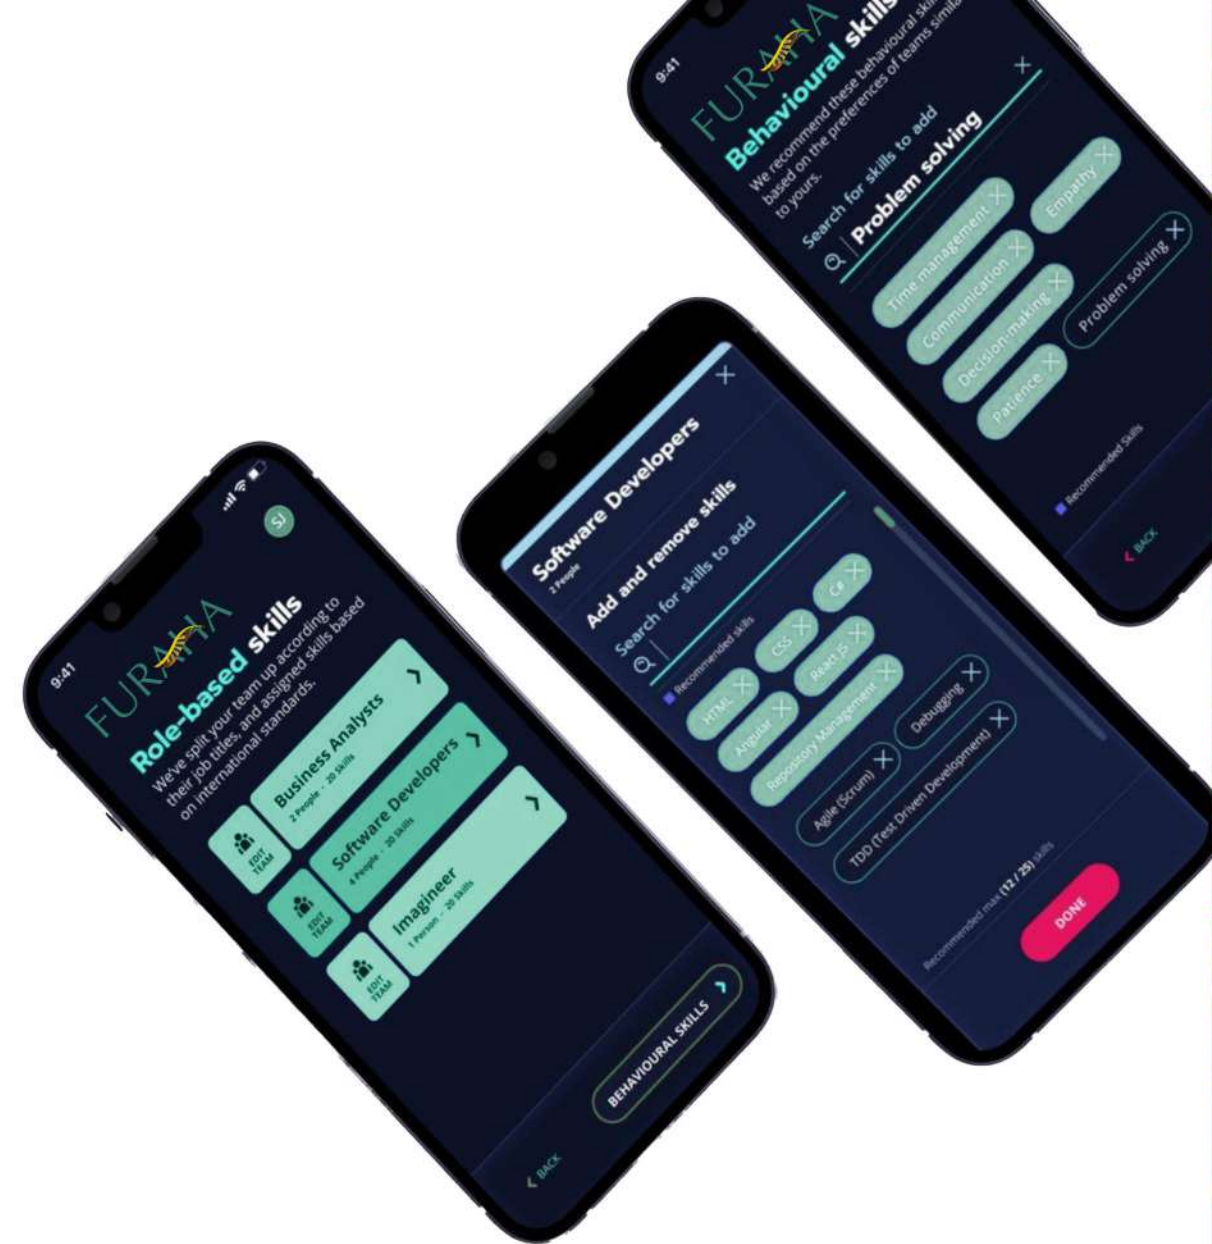 9:41
SJ
FURAHA
Role-based skills
We've split your team up according to
their job titles, and assigned skills based
on international standards.
EDIT
TEAM
Business Analysts
2 People - 20 Skills
EDIT
TEAM
Software Developers
4 People - 20 Skills
EDIT
TEAM
Imagineer
1 Person - 20 Skills
BACK
BEHAVIOURAL SKILLS
Software Developers
2 People
Add and remove skills
Search for skills to add
Recommended skills
HTML
CSS
C#
Angular
React JS
Repository Management
Agile (Scrum)
Debugging
TDD (Test Driven Development)
Recommended max (12 / 25) skills
DONE
9:41
FURAHA
Behavioural skills
We recommend these behavioural skil
based on the preferences of teams simila
to yours.
Search for skills to add
Problem solving
Time management
Empathy
Communication
Decision-making
Patience
Problem solving
Recommended Skills
BACK